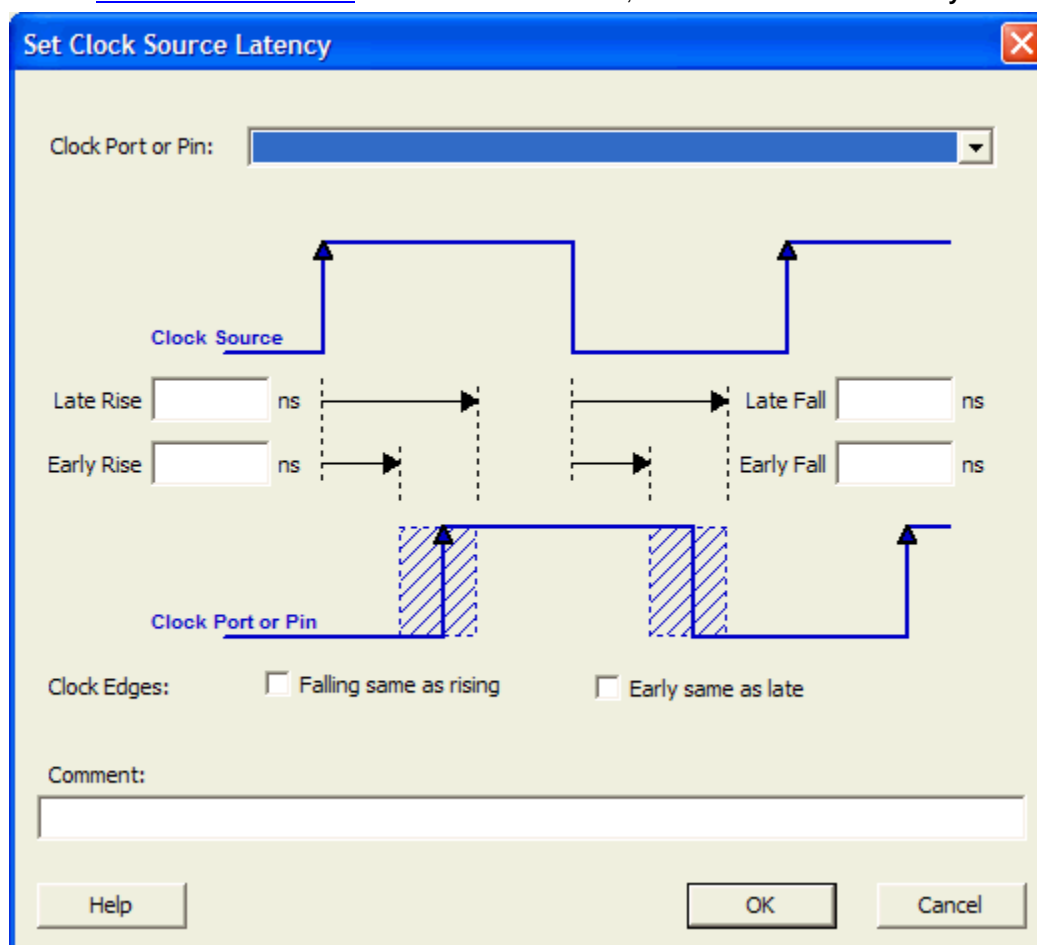 Set Clock Source Latency
Clock Port or Pin:
Clock Source
Late Rise ns Late Fall ns
Early Rise ns Early Fall ns
Clock Port or Pin
Clock Edges: Falling same as rising Early same as late
Comment:
Help OK Cancel